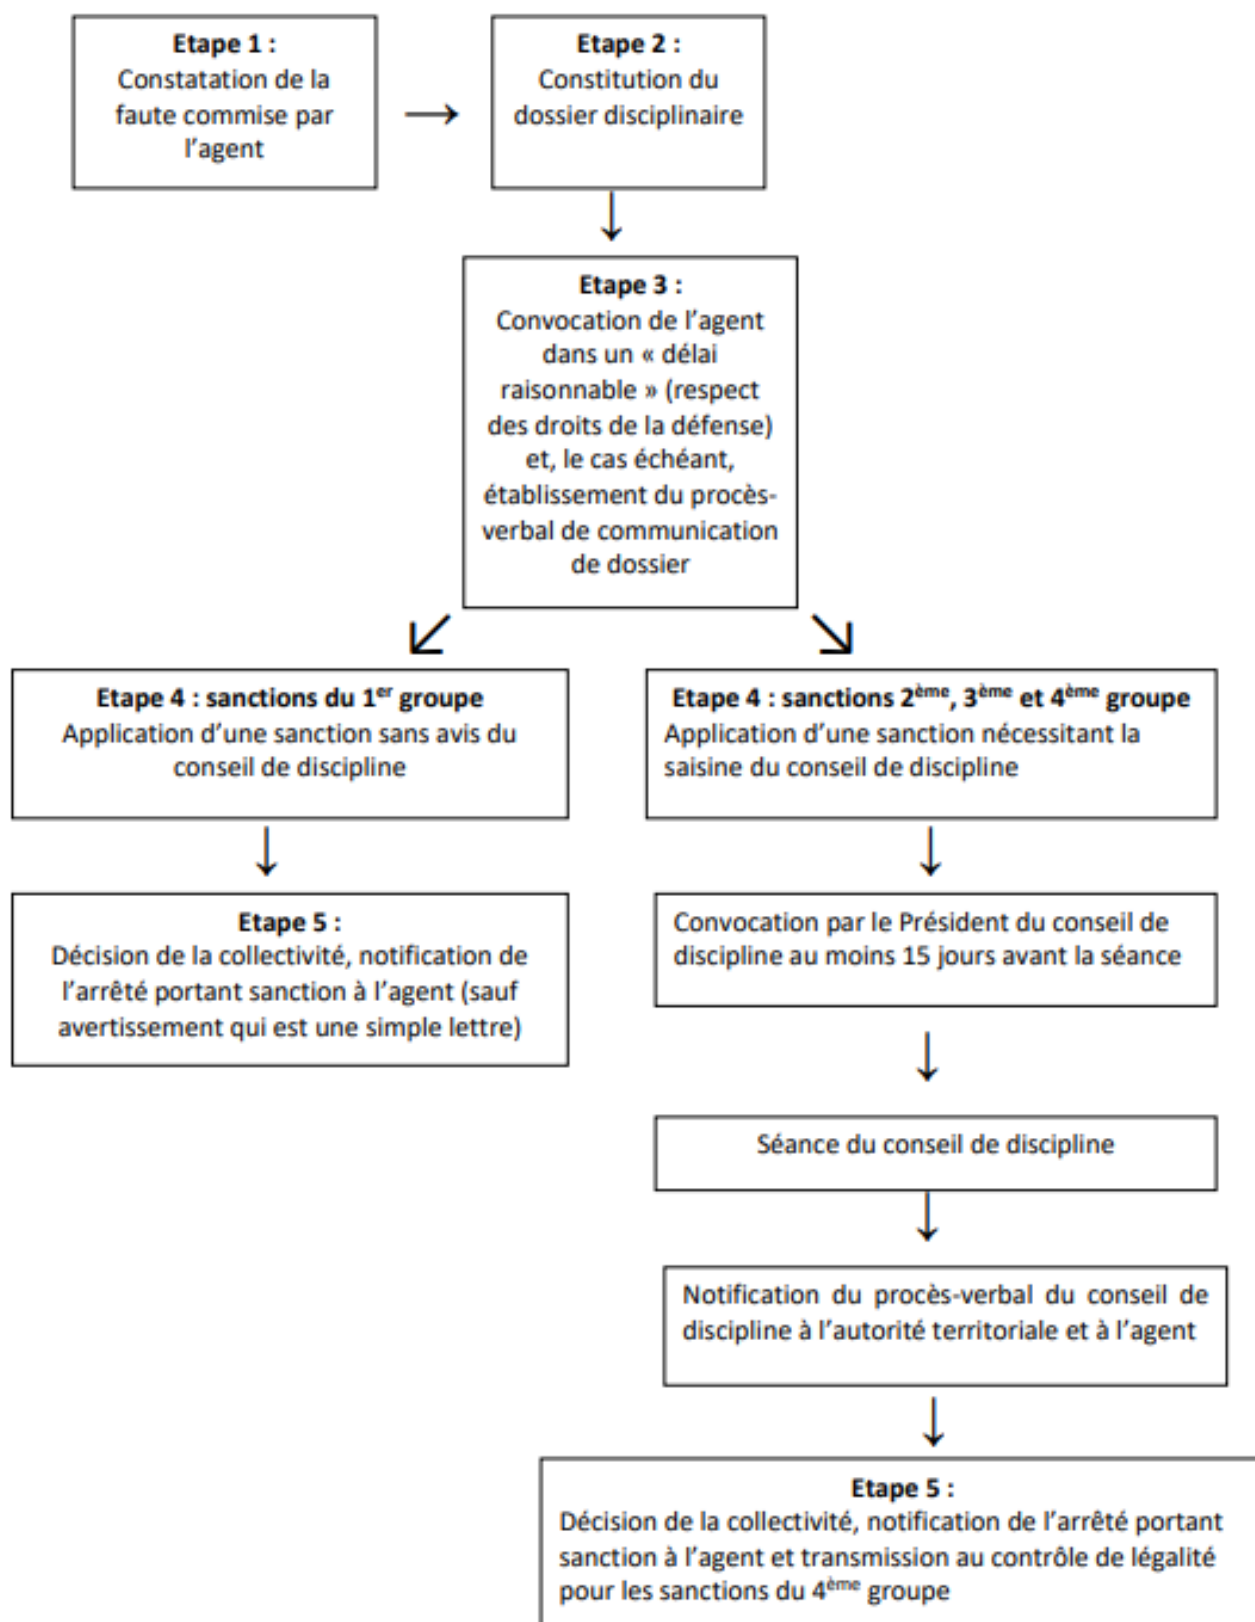 Etape 1 :
Constatation de la
faute commise par
l'agent
→
Etape 2 :
Constitution du
dossier disciplinaire
↓
Etape 3 :
Convocation de l'agent
dans un « délai
raisonnable » (respect
des droits de la défense)
et, le cas échéant,
établissement du procès-
verbal de communication
de dossier
Etape 4 : sanctions du 1er groupe
Application d'une sanction sans avis du
conseil de discipline
↓
Etape 5 :
Décision de la collectivité, notification de
l'arrêté portant sanction à l'agent (sauf
avertissement qui est une simple lettre)
Etape 4 : sanctions 2ème, 3ème et 4ème groupe
Application d'une sanction nécessitant la
saisine du conseil de discipline
↓
Convocation par le Président du conseil de
discipline au moins 15 jours avant la séance
↓
Séance du conseil de discipline
↓
Notification du procès-verbal du conseil de
discipline à l'autorité territoriale et à l'agent
↓
Etape 5 :
Décision de la collectivité, notification de l'arrêté portant
sanction à l'agent et transmission au contrôle de légalité
pour les sanctions du 4ème groupe